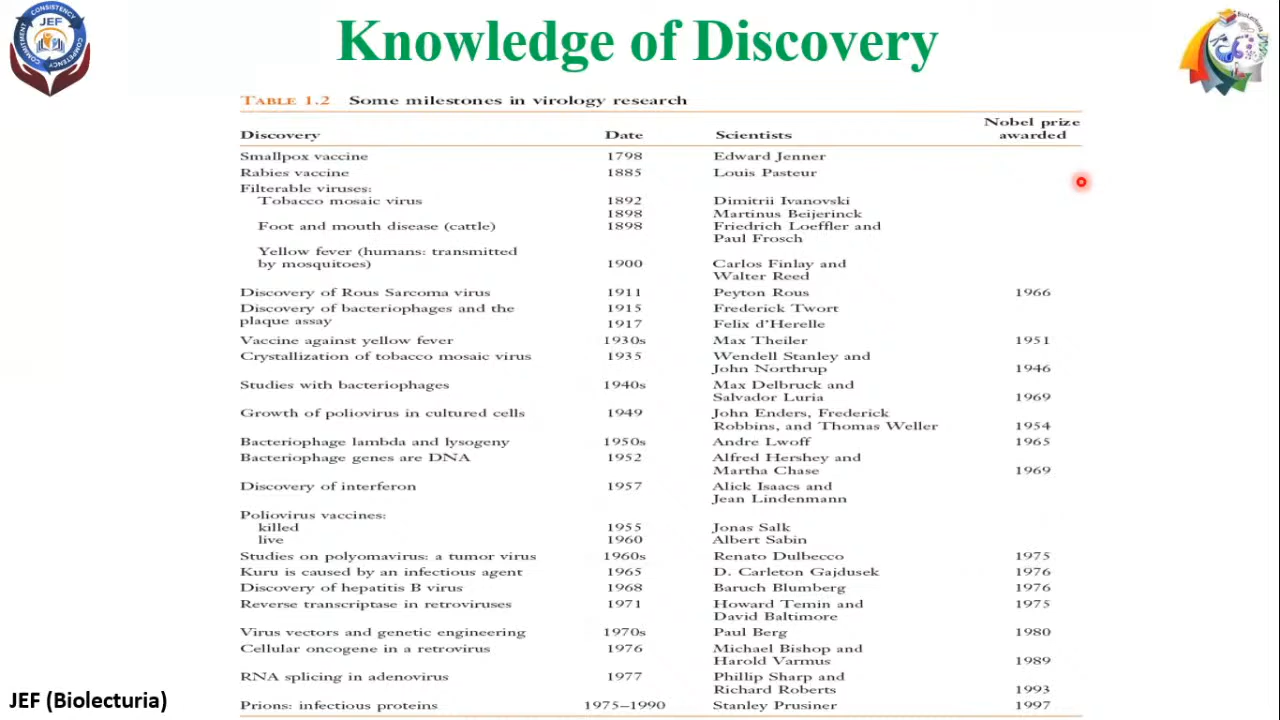 CONSISTENCY
COMMITMENT
COMPETENCY
JEF
Knowledge of Discovery
BioLecturia
TABLE 1.2 Some milestones in virology research
Discovery Date Scientists Nobel prize awarded
Smallpox vaccine 1798 Edward Jenner
Rabies vaccine 1885 Louis Pasteur
Filterable viruses:
Tobacco mosaic virus 1892 Dimitrii Ivanovski
1898 Martinus Beijerinck
Foot and mouth disease (cattle) 1898 Friedrich Loeffler and
Paul Frosch
Yellow fever (humans: transmitted
by mosquitoes) 1900 Carlos Finlay and
Walter Reed
Discovery of Rous Sarcoma virus 1911 Peyton Rous 1966
Discovery of bacteriophages and the 1915 Frederick Twort
plaque assay 1917 Felix d'Herelle
Vaccine against yellow fever 1930s Max Theiler 1951
Crystallization of tobacco mosaic virus 1935 Wendell Stanley and
John Northrup 1946
Studies with bacteriophages 1940s Max Delbruck and
Salvador Luria 1969
Growth of poliovirus in cultured cells 1949 John Enders, Frederick
Robbins, and Thomas Weller 1954
Bacteriophage lambda and lysogeny 1950s Andre Lwoff 1965
Bacteriophage genes are DNA 1952 Alfred Hershey and
Martha Chase 1969
Discovery of interferon 1957 Alick Isaacs and
Jean Lindenmann
Poliovirus vaccines:
killed 1955 Jonas Salk
live 1960 Albert Sabin
Studies on polyomavirus: a tumor virus 1960s Renato Dulbecco 1975
Kuru is caused by an infectious agent 1965 D. Carleton Gajdusek 1976
Discovery of hepatitis B virus 1968 Baruch Blumberg 1976
Reverse transcriptase in retroviruses 1971 Howard Temin and 1975
David Baltimore
Virus vectors and genetic engineering 1970s Paul Berg 1980
Cellular oncogene in a retrovirus 1976 Michael Bishop and
Harold Varmus 1989
RNA splicing in adenovirus 1977 Phillip Sharp and
Richard Roberts 1993
Prions: infectious proteins 1975–1990 Stanley Prusiner 1997
JEF (Biolecturia)